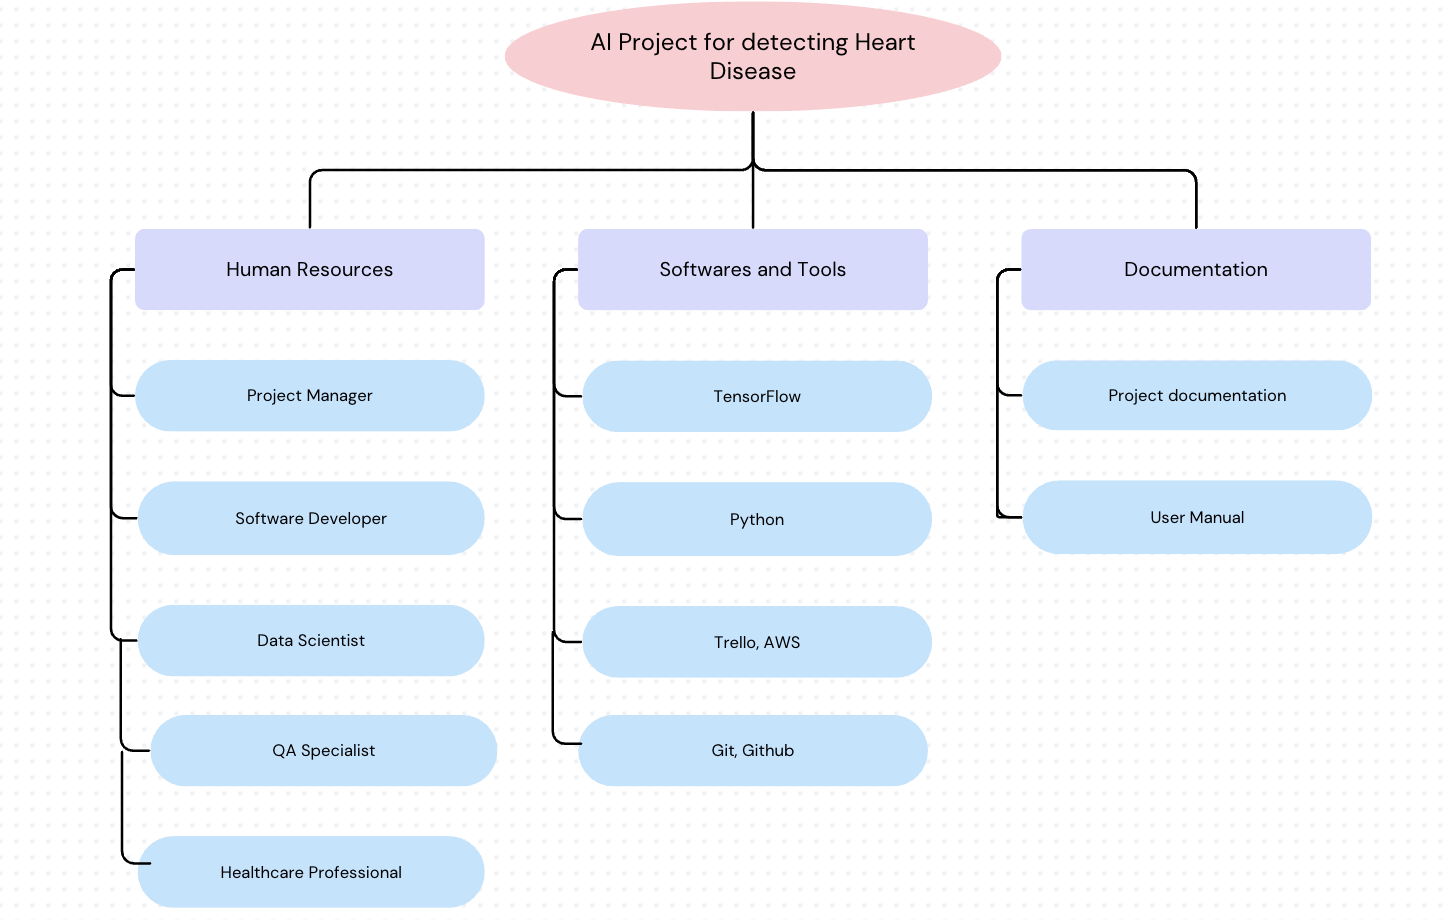 AI Project for detecting Heart
Disease
Human Resources
Softwares and Tools
Documentation
Project Manager
TensorFlow
Project documentation
Software Developer
Python
User Manual
Data Scientist
Trello, AWS
QA Specialist
Git, Github
Healthcare Professional